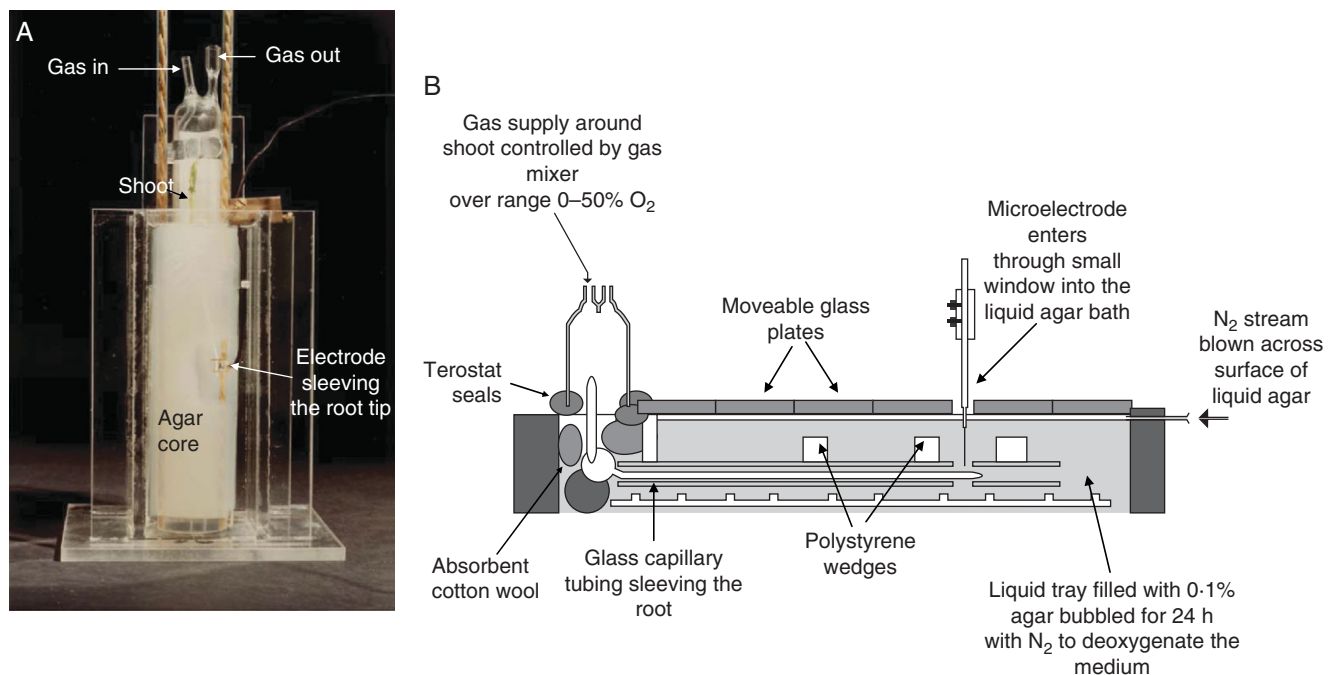 A
Gas in
Gas out
Shoot
Electrode
sleeving
the root tip
Agar
core
B
Gas supply around
shoot controlled by gas
mixer
over range 0–50% O₂
Microelectrode
enters
through small
window into the
liquid agar bath
Moveable glass
plates
N₂ stream
blown across
surface of
liquid agar
Terostat
seals
Absorbent
cotton wool
Glass capillary
tubing sleeving the
root
Polystyrene
wedges
Liquid tray filled with 0·1%
agar bubbled for 24 h
with N₂ to deoxygenate the
medium